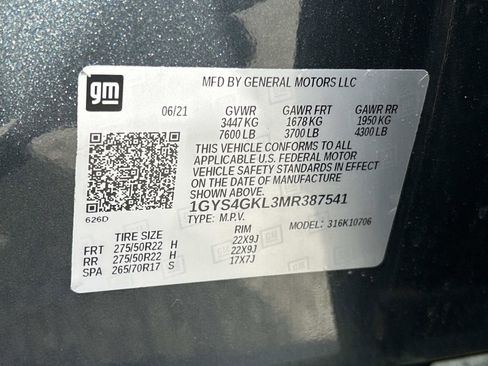 gm
MFD BY GENERAL MOTORS LLC
06/21 GVWR GAWR FRT GAWR RR
3447 KG 1678 KG 1950 KG
7600 LB 3700 LB 4300 LB
THIS VEHICLE CONFORMS TO ALL
APPLICABLE U.S. FEDERAL MOTOR
VEHICLE SAFETY STANDARDS IN EFFECT
ON THE DATE OF MANUFACTURE SHOWN ABOVE.
1GYS4GKL3MR387541
626D TYPE: M.P.V. MODEL: 316K10706
TIRE SIZE RIM
FRT 275/50R22 H 22X9J
RR 275/50R22 H 22X9J
SPA 265/70R17 S 17X7J